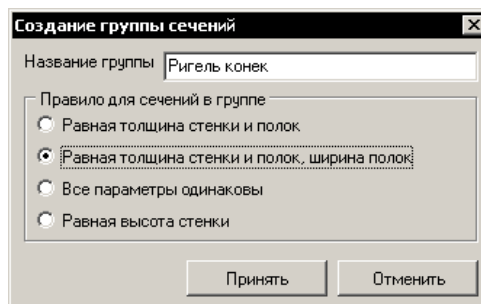 Создание группы сечений
Название группы Ригель конек
Правило для сечений в группе
Равная толщина стенки и полок
Равная толщина стенки и полок, ширина полок
Все параметры одинаковы
Равная высота стенки
Принять Отменить